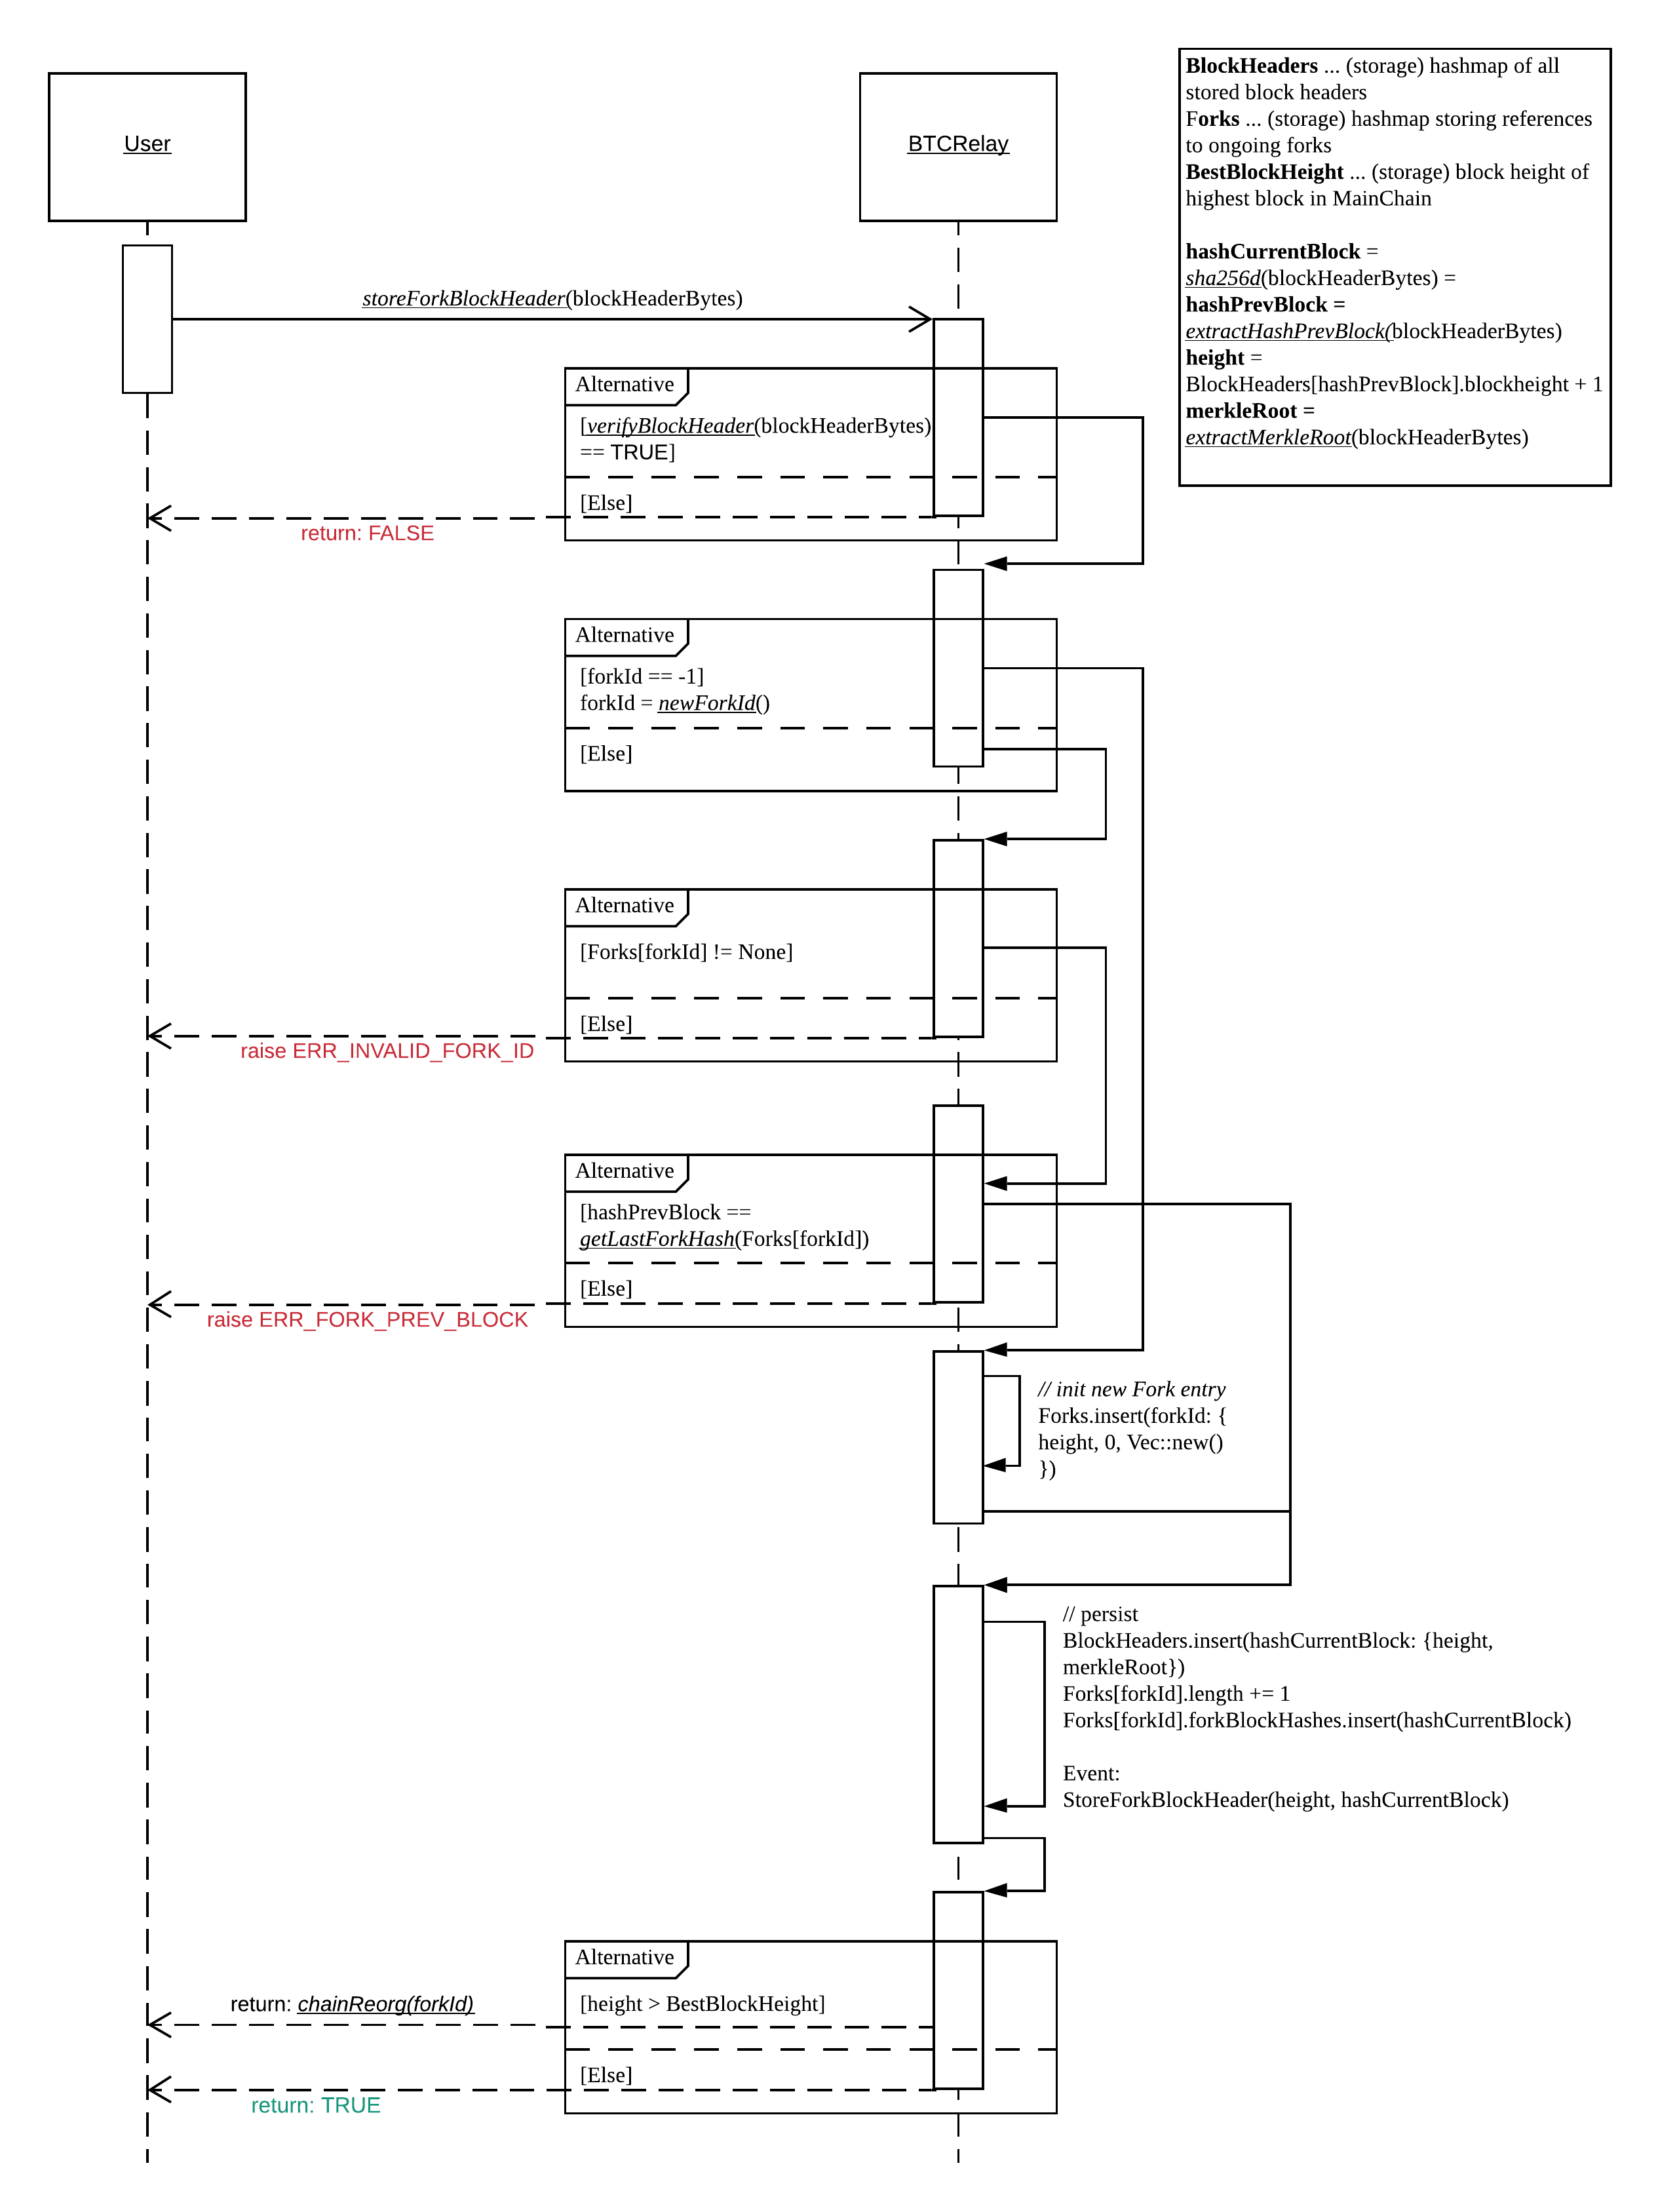 User
BTCRelay
BlockHeaders ... (storage) hashmap of all
stored block headers
Forks ... (storage) hashmap storing references
to ongoing forks
BestBlockHeight ... (storage) block height of
highest block in MainChain
hashCurrentBlock =
sha256d(blockHeaderBytes) =
hashPrevBlock =
extractHashPrevBlock(blockHeaderBytes)
height =
BlockHeaders[hashPrevBlock].blockheight + 1
merkleRoot =
extractMerkleRoot(blockHeaderBytes)
storeForkBlockHeader(blockHeaderBytes)
Alternative
[verifyBlockHeader(blockHeaderBytes)
== TRUE]
[Else]
return: FALSE
Alternative
[forkId == -1]
forkId = newForkId()
[Else]
Alternative
[Forks[forkId] != None]
[Else]
raise ERR_INVALID_FORK_ID
Alternative
[hashPrevBlock ==
getLastForkHash(Forks[forkId])
[Else]
raise ERR_FORK_PREV_BLOCK
// init new Fork entry
Forks.insert(forkId: {
height, 0, Vec::new()
})
// persist
BlockHeaders.insert(hashCurrentBlock: {height,
merkleRoot})
Forks[forkId].length += 1
Forks[forkId].forkBlockHashes.insert(hashCurrentBlock)
Event:
StoreForkBlockHeader(height, hashCurrentBlock)
Alternative
[height > BestBlockHeight]
return: chainReorg(forkId)
[Else]
return: TRUE